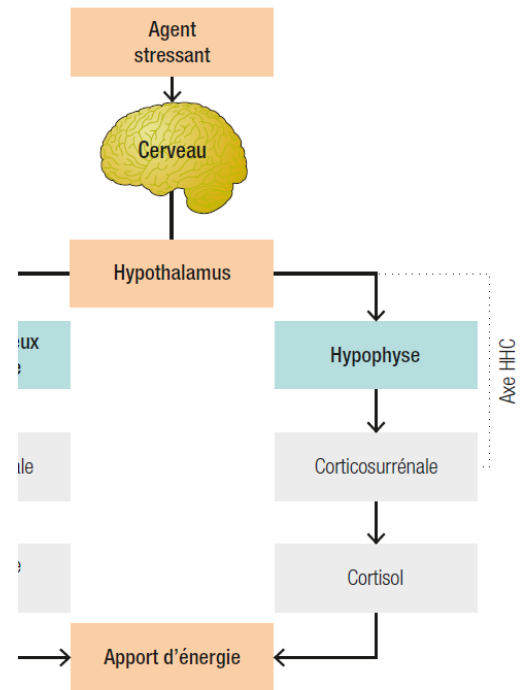 Agent
stressant
Cerveau
Hypothalamus
Hypophyse
Axe HHC
Corticosurrénale
Cortisol
Apport d’énergie